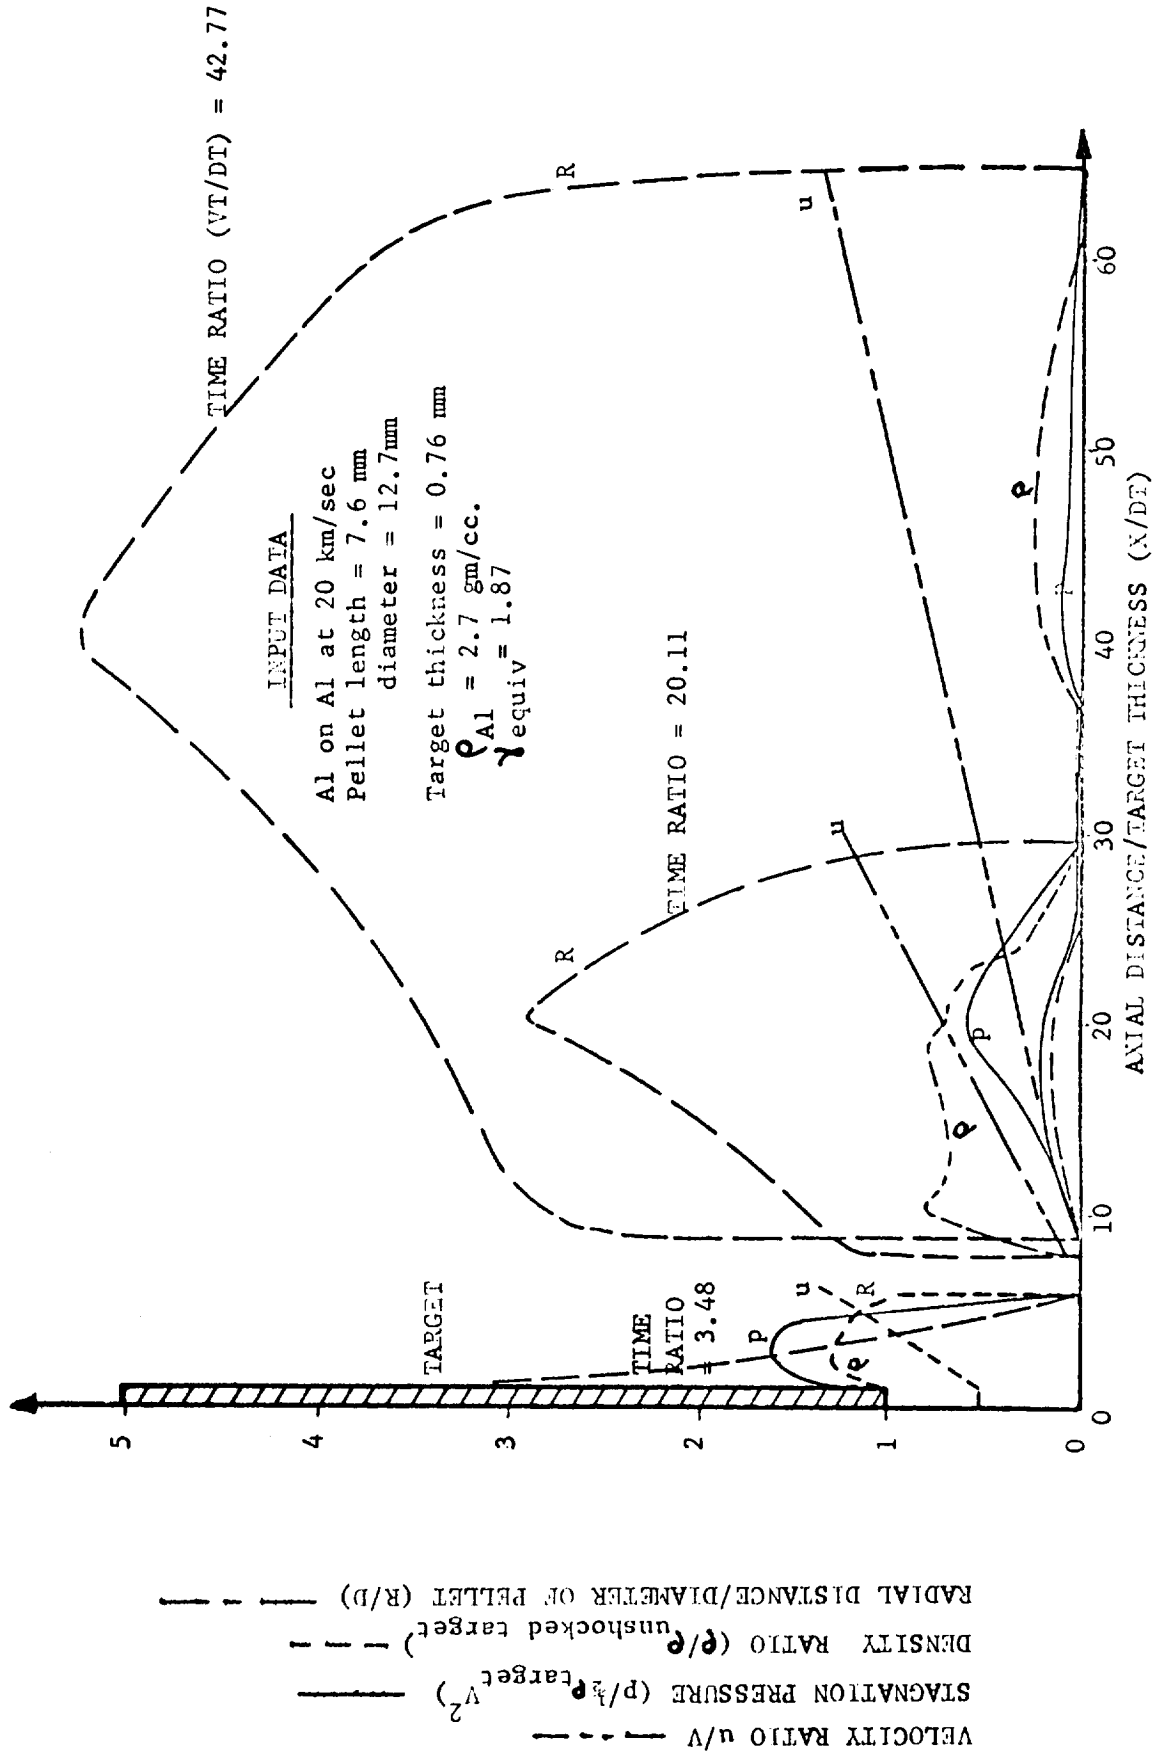 TIME RATIO (VT/DT) = 42.77
INPUT DATA
Al on Al at 20 km/sec
Pellet length = 7.6 mm
diameter = 12.7mm
Target thickness = 0.76 mm
ρAl = 2.7 gm/cc.
γequiv = 1.87
TIME RATIO = 20.11
TARGET
TIME
RATIO
= 3.48
R
u
ρ
p
R
u
ρ
p
u
R
p
ρ
5
4
3
2
1
0
0
10
20
30
40
50
60
AXIAL DISTANCE/TARGET THICKNESS (X/DT)
RADIAL DISTANCE/DIAMETER OF PELLET (R/D)
DENSITY RATIO (ρ/ρunshocked target)
STAGNATION PRESSURE (p/½ρtargetV²)
VELOCITY RATIO u/V